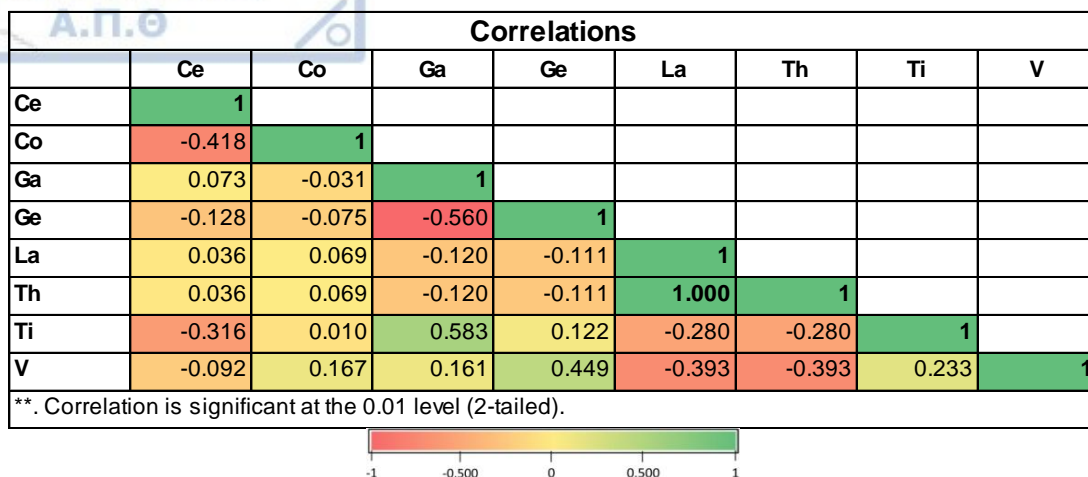 Α.Π.Θ
Correlations
Ce Co Ga Ge La Th Ti V
Ce 1
Co -0.418 1
Ga 0.073 -0.031 1
Ge -0.128 -0.075 -0.560 1
La 0.036 0.069 -0.120 -0.111 1
Th 0.036 0.069 -0.120 -0.111 1.000 1
Ti -0.316 0.010 0.583 0.122 -0.280 -0.280 1
V -0.092 0.167 0.161 0.449 -0.393 -0.393 0.233 1
**. Correlation is significant at the 0.01 level (2-tailed).
-1 -0.500 0 0.500 1